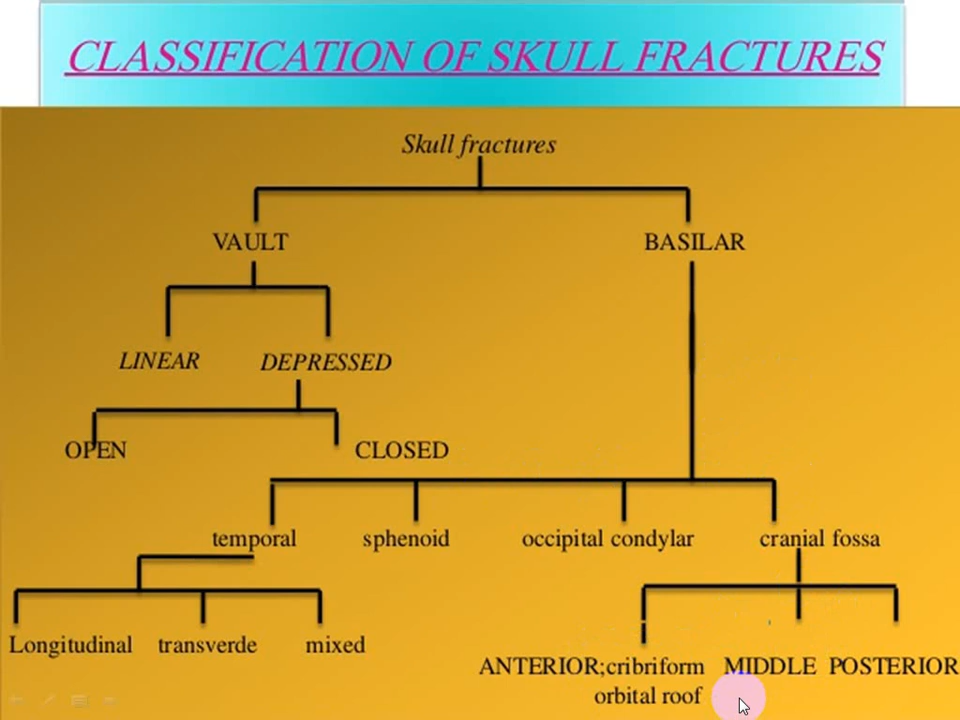 CLASSIFICATION OF SKULL FRACTURES
Skull fractures
VAULT BASILAR
LINEAR DEPRESSED
OPEN CLOSED
temporal sphenoid occipital condylar cranial fossa
Longitudinal transverde mixed
ANTERIOR;cribriform MIDDLE POSTERIOR
orbital roof